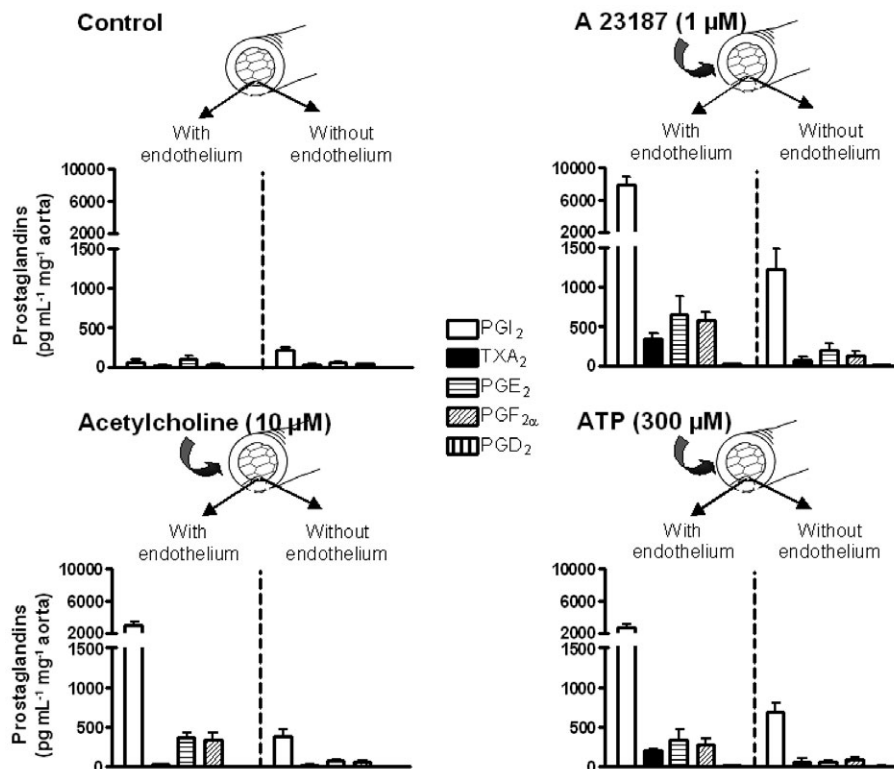 Control
With
endothelium
Without
endothelium
Prostaglandins
(pg mL⁻¹ mg⁻¹ aorta)
10000
6000
2000
1500
1000
500
0
A 23187 (1 µM)
With
endothelium
Without
endothelium
10000
6000
2000
1500
1000
500
0
PGI₂
TXA₂
PGE₂
PGF₂α
PGD₂
Acetylcholine (10 µM)
With
endothelium
Without
endothelium
Prostaglandins
(pg mL⁻¹ mg⁻¹ aorta)
10000
6000
2000
1500
1000
500
0
ATP (300 µM)
With
endothelium
Without
endothelium
10000
6000
2000
1500
1000
500
0